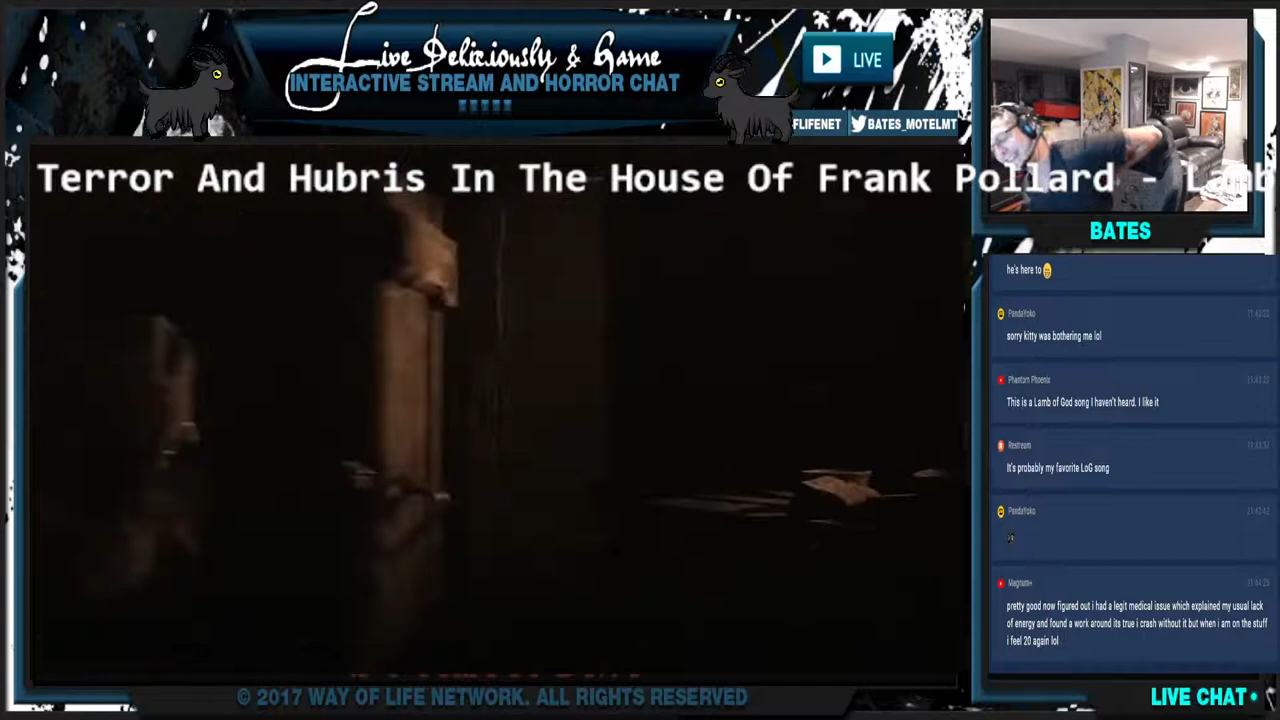 Live Deliciously & Game
INTERACTIVE STREAM AND HORROR CHAT
LIVE
FLIFENET
BATES_MOTELMT
Terror And Hubris In The House Of Frank Pollard - Lamb
BATES
he's here to
PandaYoko
sorry kitty was bothering me lol
Phantom Phoenix
This is a Lamb of God song I haven't heard. I like it
Restream
It's probably my favorite LoG song
PandaYoko
Magnum+
pretty good now figured out i had a legit medical issue which explained my usual lack
of energy and found a work around its true i crash without it but when i am on the stuff
i feel 20 again lol
© 2017 WAY OF LIFE NETWORK. ALL RIGHTS RESERVED
LIVE CHAT